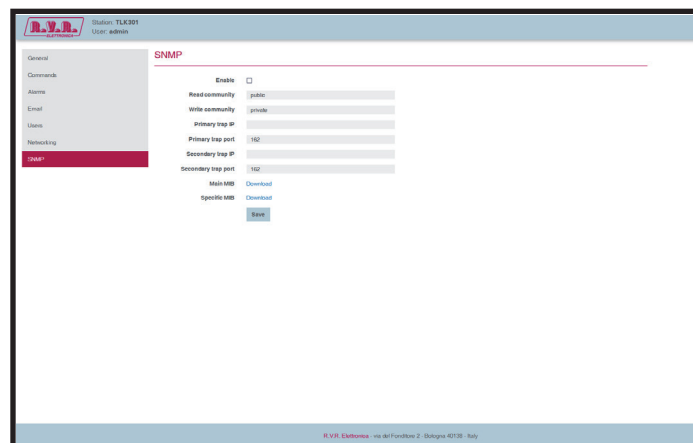 R.V.R.
ELETTRONICA
Station: TLK301
User: admin
General
Commands
Alarms
Email
Users
Networking
SNMP
SNMP
Enable
Read community public
Write community private
Primary trap IP
Primary trap port 162
Secondary trap IP
Secondary trap port 162
Main MIB Download
Specific MIB Download
Save
R.V.R. Elettronica - via del Fonditore 2 - Bologna 40138 - Italy